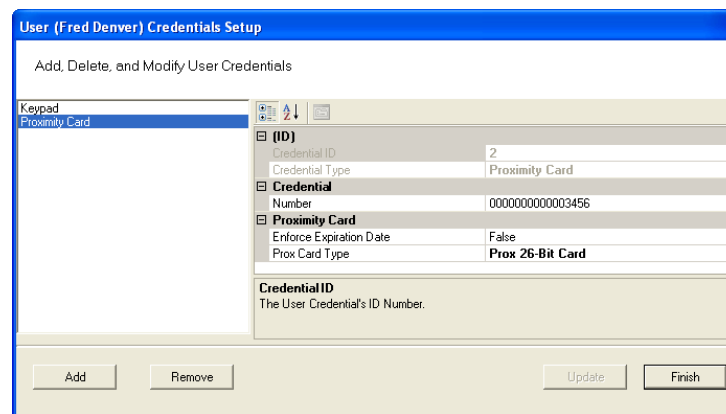 User (Fred Denver) Credentials Setup
Add, Delete, and Modify User Credentials
Keypad
Proximity Card
(ID)
Credential ID 2
Credential Type Proximity Card
Credential
Number 0000000000003456
Proximity Card
Enforce Expiration Date False
Prox Card Type Prox 26-Bit Card
Credential ID
The User Credential's ID Number.
Add Remove Update Finish